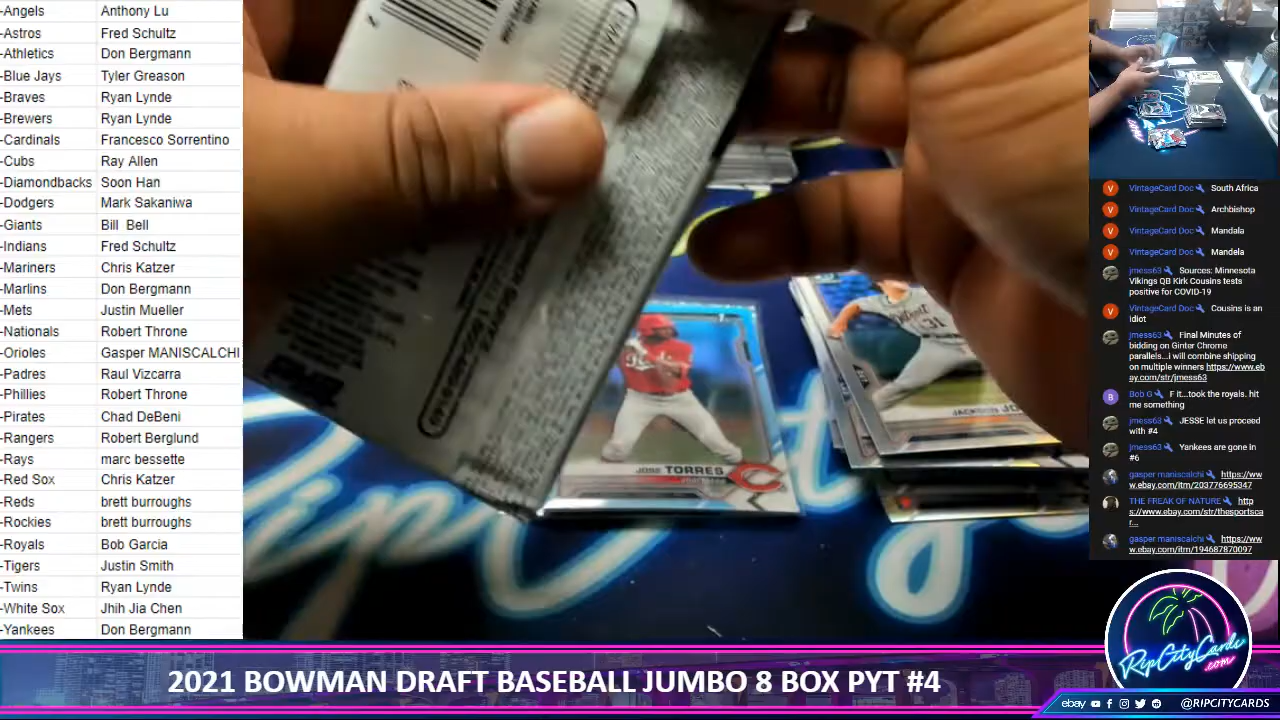 -Angels Anthony Lu
-Astros Fred Schultz
-Athletics Don Bergmann
-Blue Jays Tyler Greason
-Braves Ryan Lynde
-Brewers Ryan Lynde
-Cardinals Francesco Sorrentino
-Cubs Ray Allen
-Diamondbacks Soon Han
-Dodgers Mark Sakaniwa
-Giants Bill Bell
-Indians Fred Schultz
-Mariners Chris Katzer
-Marlins Don Bergmann
-Mets Justin Mueller
-Nationals Robert Throne
-Orioles Gasper MANISCALCHI
-Padres Raul Vizcarra
-Phillies Robert Throne
-Pirates Chad DeBeni
-Rangers Robert Berglund
-Rays marc bessette
-Red Sox Chris Katzer
-Reds brett burroughs
-Rockies brett burroughs
-Royals Bob Garcia
-Tigers Justin Smith
-Twins Ryan Lynde
-White Sox Jhih Jia Chen
-Yankees Don Bergmann
31
JACKSON
JOSE TORRES
VintageCard Doc South Africa
VintageCard Doc Archbishop
VintageCard Doc Mandala
VintageCard Doc Mandela
jmess63 Sources: Minnesota
Vikings QB Kirk Cousins tests
positive for COVID-19
VintageCard Doc Cousins is an
idiot
jmess63 Final Minutes of
bidding on Ginter Chrome
parallels...i will combine shipping
on multiple winners https://www.eb
ay.com/str/jmess63
Bob G F it...took the royals. hit
me something
jmess63 JESSE let us proceed
with #4
jmess63 Yankees are gone in
#6
gasper maniscalchi https://ww
w.ebay.com/itm/203776695347
THE FREAK OF NATURE http
s://www.ebay.com/str/thesportsca
r...
gasper maniscalchi https://ww
w.ebay.com/itm/194687870097
RipCityCards
.com
2021 BOWMAN DRAFT BASEBALL JUMBO 8 BOX PYT #4
ebay @RIPCITYCARDS